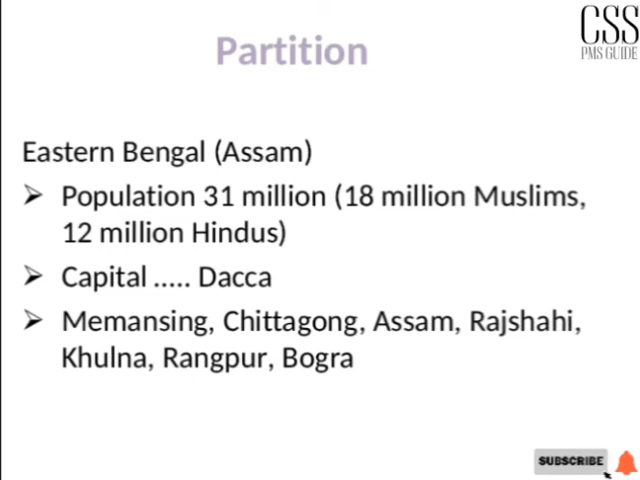 CSS
PMS GUIDE
Partition
Eastern Bengal (Assam)
➢ Population 31 million (18 million Muslims,
12 million Hindus)
➢ Capital ..... Dacca
➢ Memansing, Chittagong, Assam, Rajshahi,
Khulna, Rangpur, Bogra
SUBSCRIBE